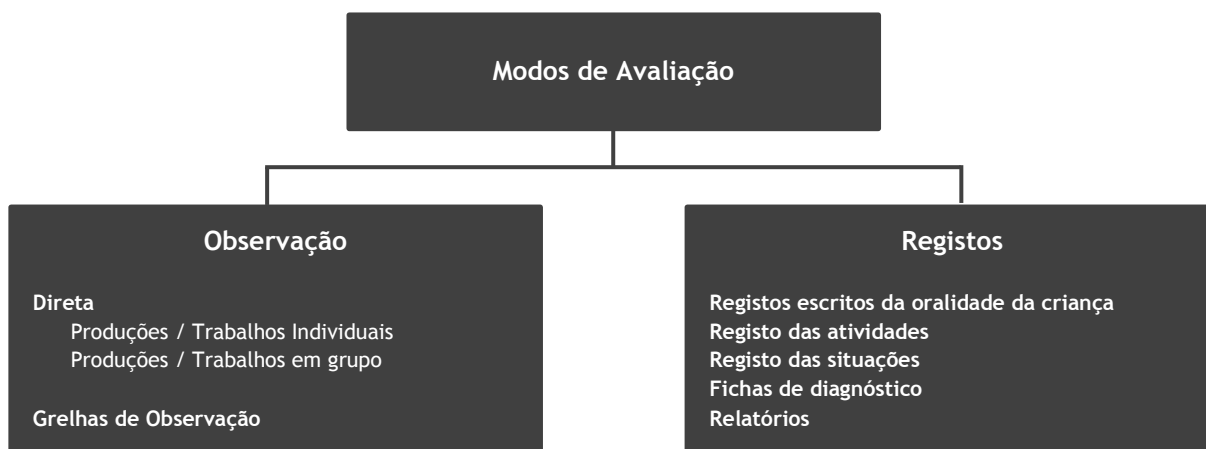 Modos de Avaliação
Observação
Direta
Produções / Trabalhos Individuais
Produções / Trabalhos em grupo
Grelhas de Observação
Registos
Registos escritos da oralidade da criança
Registo das atividades
Registo das situações
Fichas de diagnóstico
Relatórios